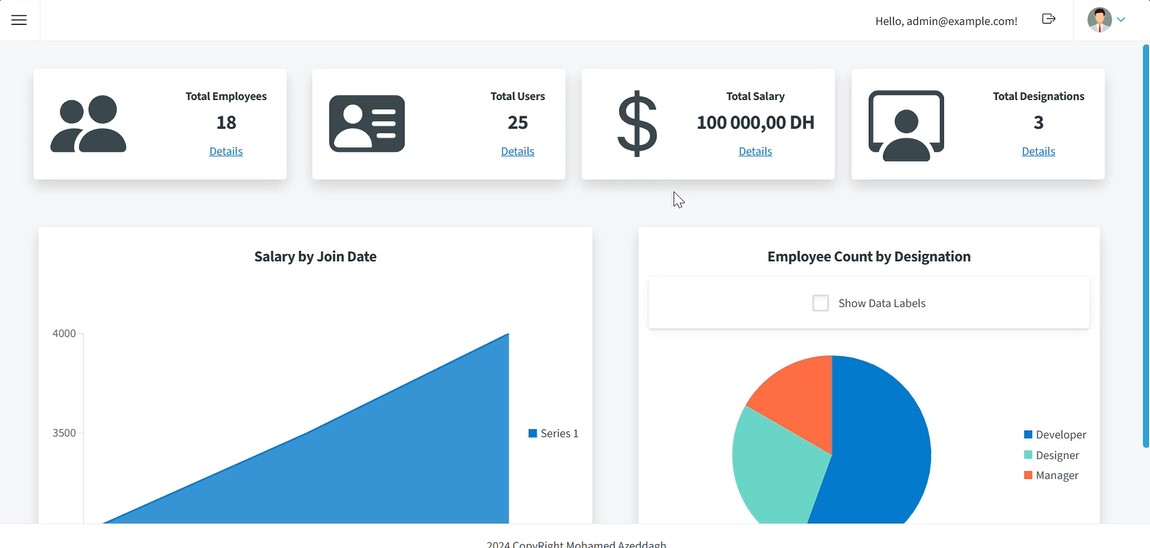 Hello, admin@example.com!
Total Employees
18
Details
Total Users
25
Details
Total Salary
100 000,00 DH
Details
Total Designations
3
Details
Salary by Join Date
4000
3500
Series 1
Employee Count by Designation
Show Data Labels
Developer
Designer
Manager
2024 CopyRight Mohamed Azeddagh